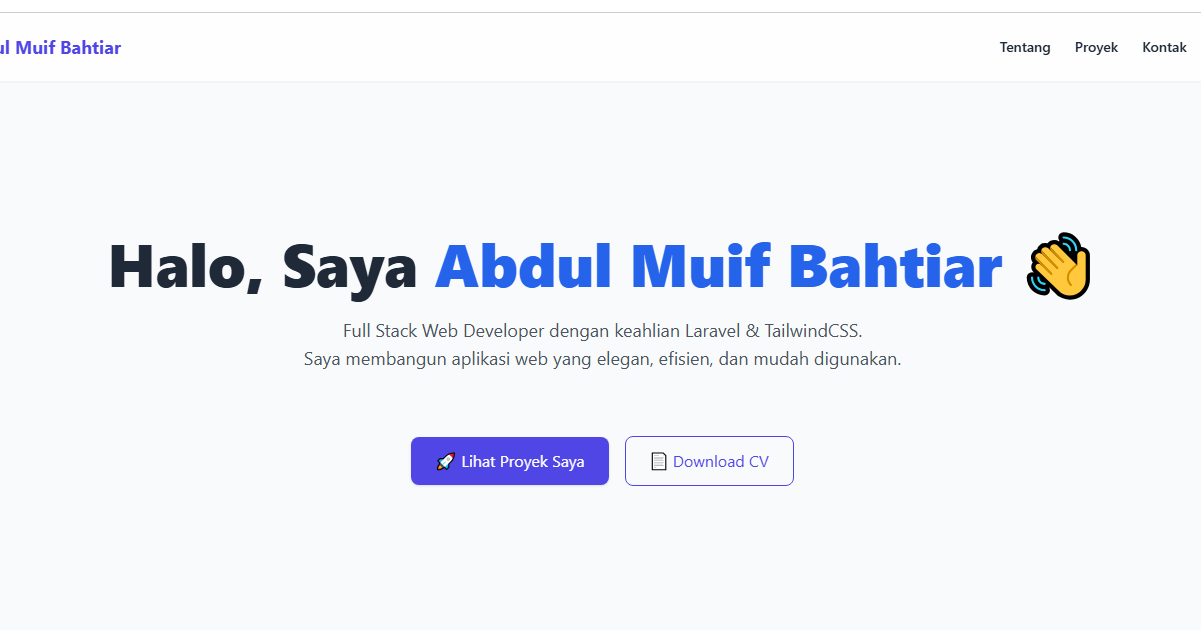 Muif Bahtiar
Tentang Proyek Kontak
Halo, Saya Abdul Muif Bahtiar 👋
Full Stack Web Developer dengan keahlian Laravel & TailwindCSS.
Saya membangun aplikasi web yang elegan, efisien, dan mudah digunakan.
🚀 Lihat Proyek Saya
📄 Download CV